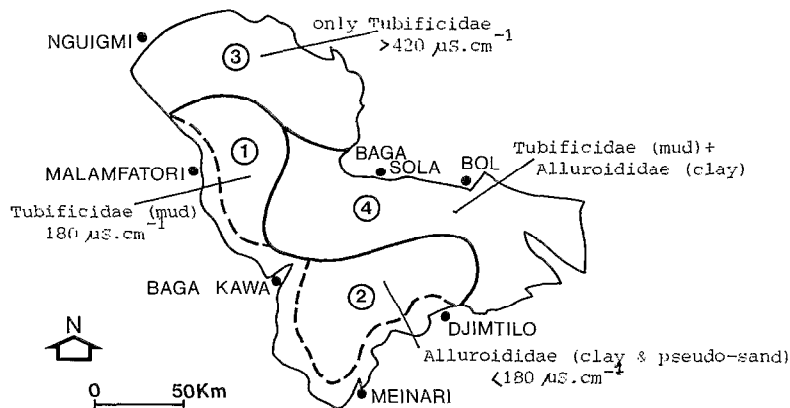 only Tubificidae
>420 µS.cm⁻¹
NGUIGMI
③
Tubificidae (mud)+
Alluroididae (clay)
①
BAGA
SOLA
BOL
MALAMFATORI
Tubificidae (mud)
180 µS.cm⁻¹
④
BAGA KAWA
②
DJIMTILO
N
Alluroididae (clay & pseudo-sand)
<180 µS.cm⁻¹
0 50Km
MEINARI